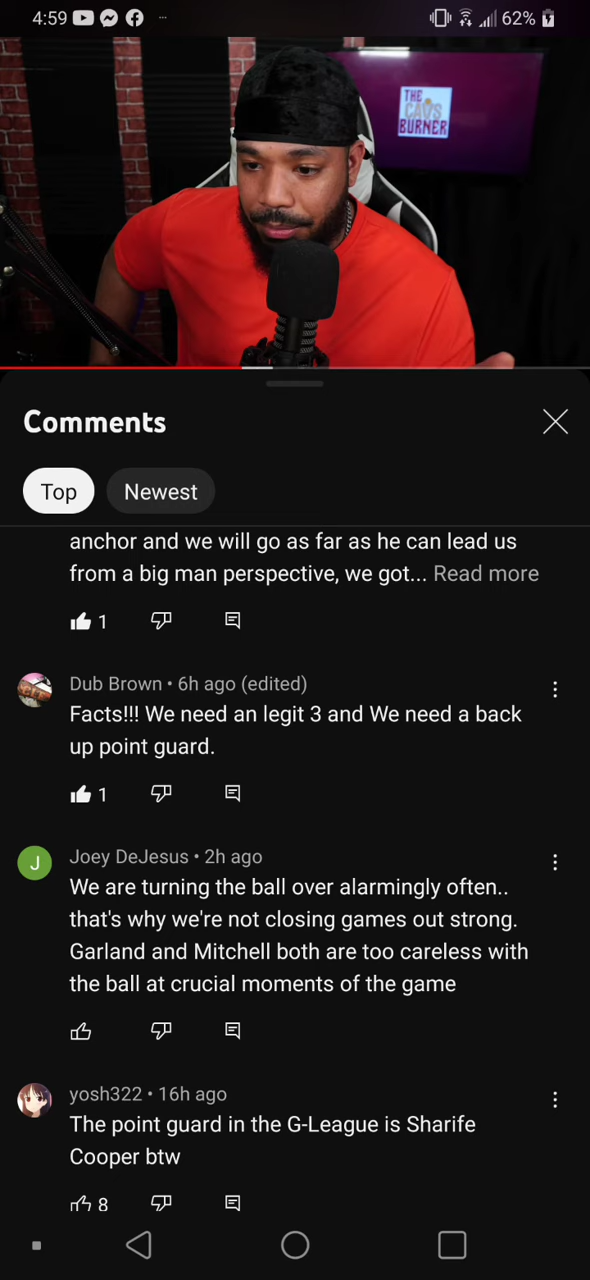 4:59
62%
THE
CAVS
BURNER
Comments
Top
Newest
anchor and we will go as far as he can lead us
from a big man perspective, we got... Read more
1
Dub Brown • 6h ago (edited)
Facts!!! We need an legit 3 and We need a back
up point guard.
1
J
Joey DeJesus • 2h ago
We are turning the ball over alarmingly often..
that's why we're not closing games out strong.
Garland and Mitchell both are too careless with
the ball at crucial moments of the game
yosh322 • 16h ago
The point guard in the G-League is Sharife
Cooper btw
8